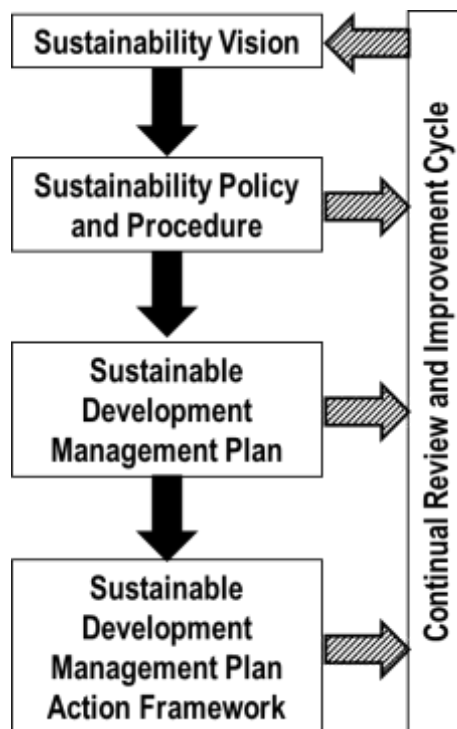 Sustainability Vision
Sustainability Policy
and Procedure
Sustainable
Development
Management Plan
Sustainable
Development
Management Plan
Action Framework
Continual Review and Improvement Cycle